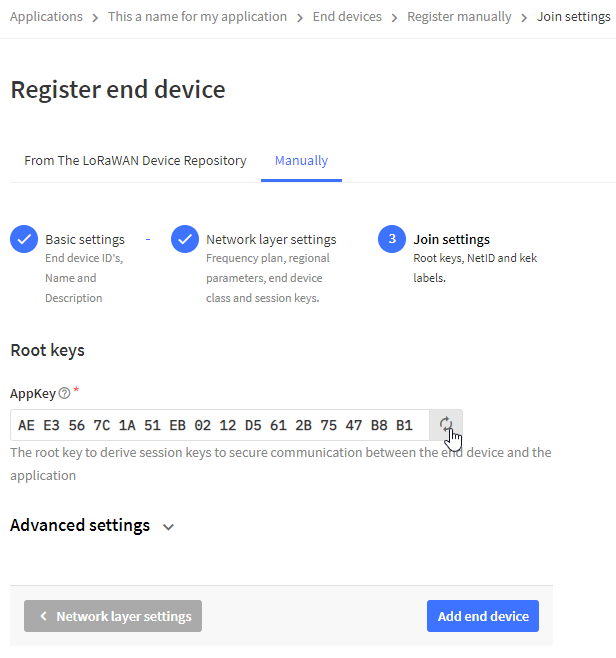 Applications > This a name for my application > End devices > Register manually > Join settings
Register end device
From The LoRaWAN Device Repository Manually
Basic settings - Network layer settings 3 Join settings
End device ID's, Frequency plan, regional Root keys, NetID and kek
Name and parameters, end device labels.
Description class and session keys.
Root keys
AppKey *
AE E3 56 7C 1A 51 EB 02 12 D5 61 2B 75 47 B8 B1
The root key to derive session keys to secure communication between the end device and the
application
Advanced settings
Network layer settings Add end device